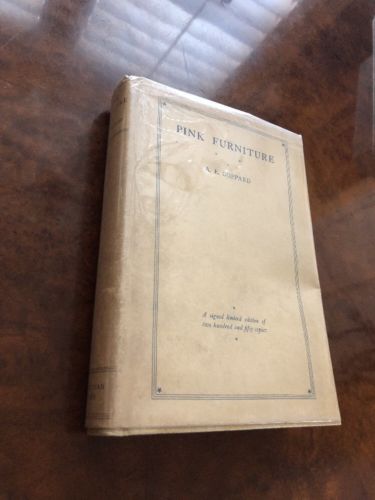 PINK FURNITURE
A. E. COPPARD
A signed limited edition of
two hundred and fifty copies